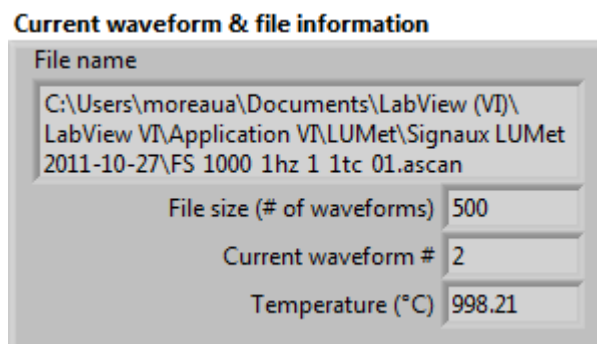 Current waveform & file information
File name
C:\Users\moreaua\Documents\LabView (VI)\
LabView VI\Application VI\LUMet\Signaux LUMet
2011-10-27\FS 1000 1hz 1 1tc 01.ascan
File size (# of waveforms) 500
Current waveform # 2
Temperature (°C) 998.21